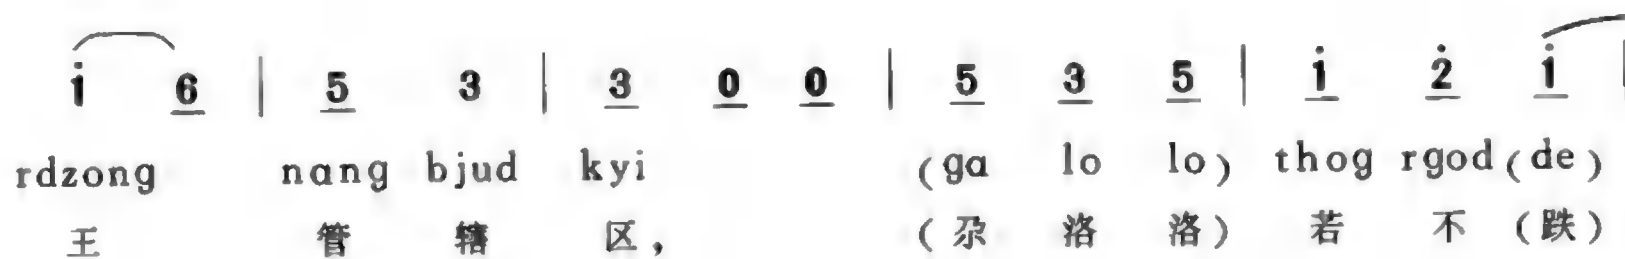 i̇ 6 | 5 3 | 3 0 0 | 5 3 5 | i̇ 2̇ i̇ |
rdzong nang bjud kyi (ga lo lo) thog rgod (de)
王 管 辖 区， (尕 洛 洛) 若 不 (跌)